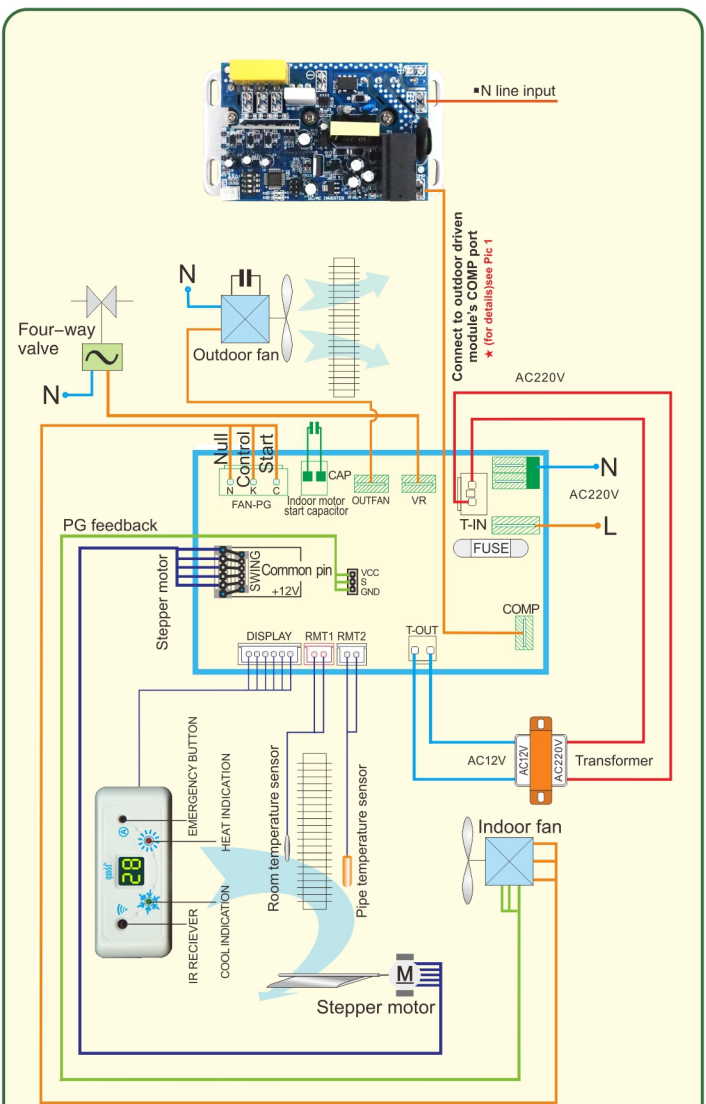 ▪N line input
Connect to outdoor driven
module's COMP port
★ (for details)see Pic 1
N
Outdoor fan
Four-way
valve
N
AC220V
Null
Control
Start
N K C
FAN-PG
CAP
Indoor motor
start capacitor
OUTFAN
VR
T-IN
N
AC220V
L
FUSE
PG feedback
Stepper motor
SWING
Common pin
+12V
VCC
S
GND
COMP
DISPLAY
RMT1
RMT2
T-OUT
AC12V
AC12V
AC220V
Transformer
EMERGENCY BUTTON
HEAT INDICATION
28
IR RECIEVER
COOL INDICATION
Room temperature sensor
Pipe temperature sensor
Indoor fan
M
Stepper motor